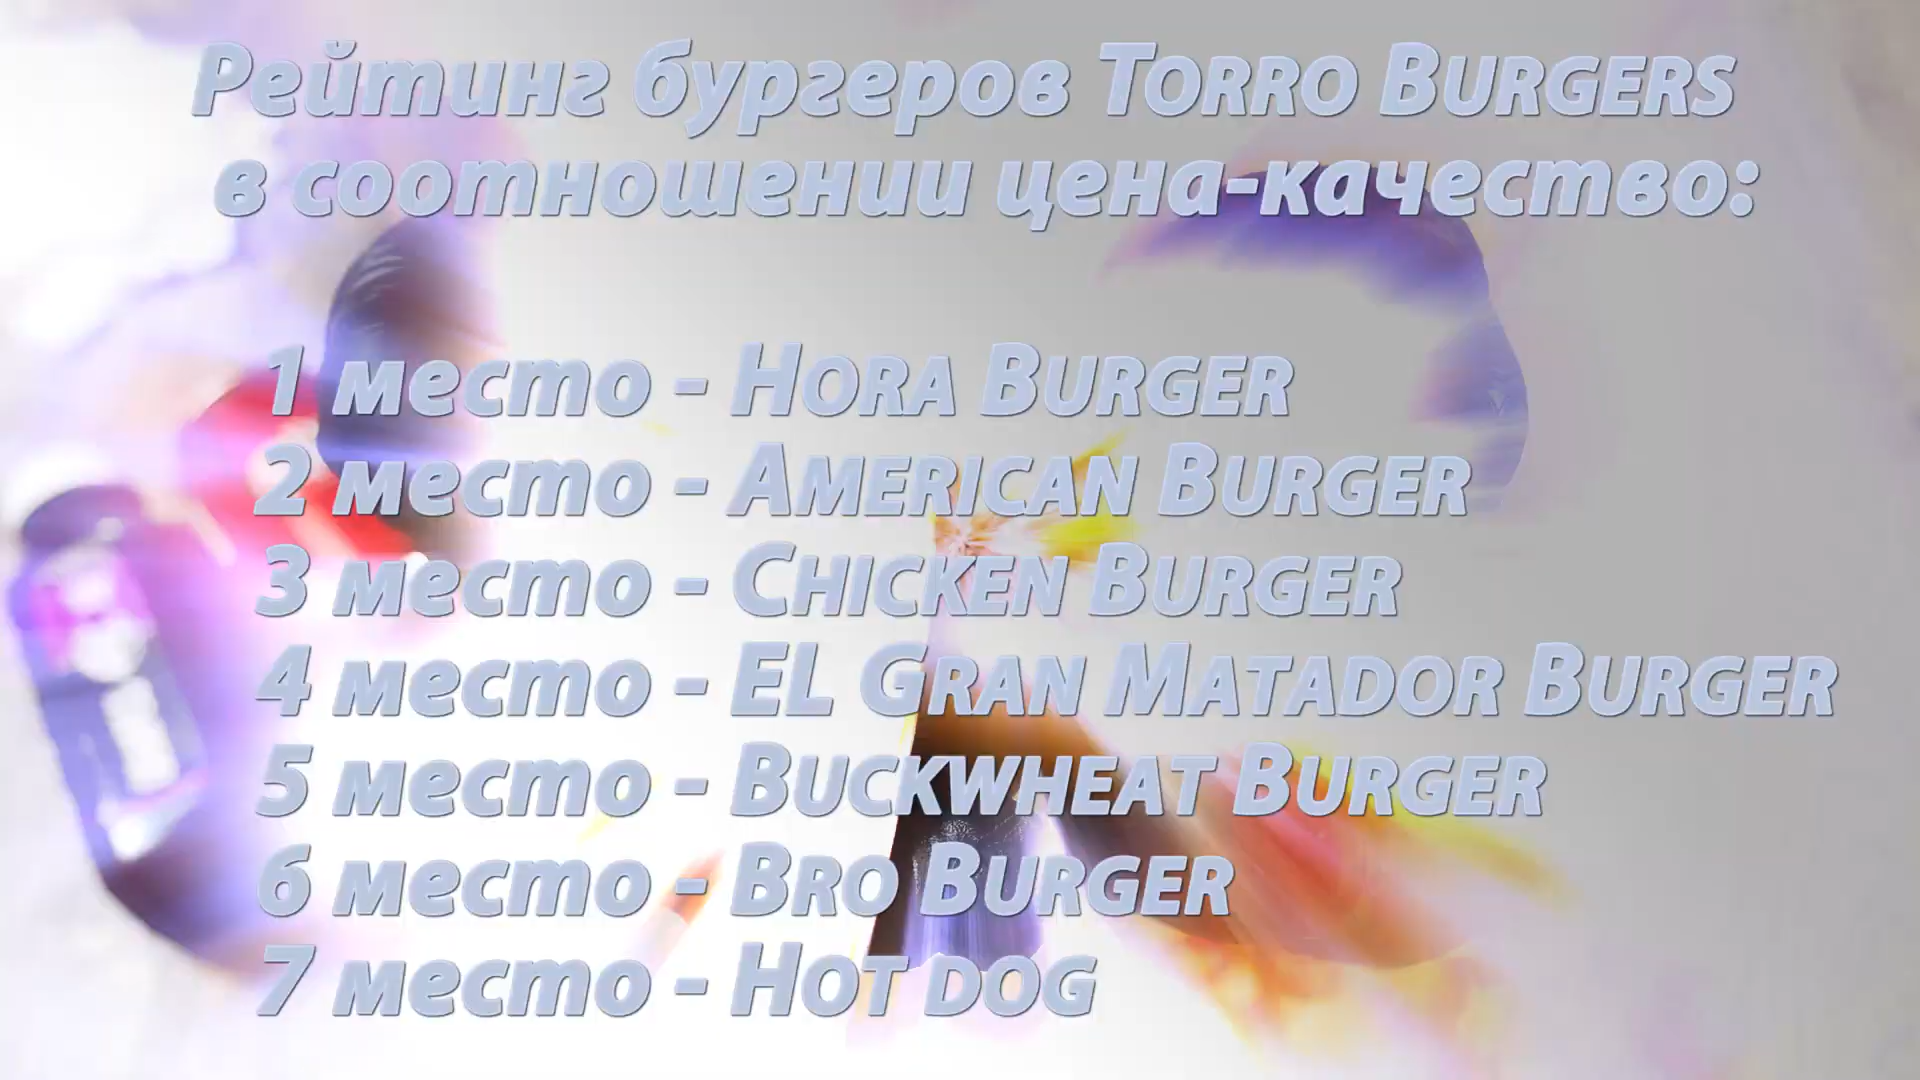 Рейтинг бургеров Torro Burgers
в соотношении цена-качество:
1 место - Hora Burger
2 место - American Burger
3 место - Chicken Burger
4 место - EL Gran Matador Burger
5 место - Buckwheat Burger
6 место - Bro Burger
7 место - Hot dog